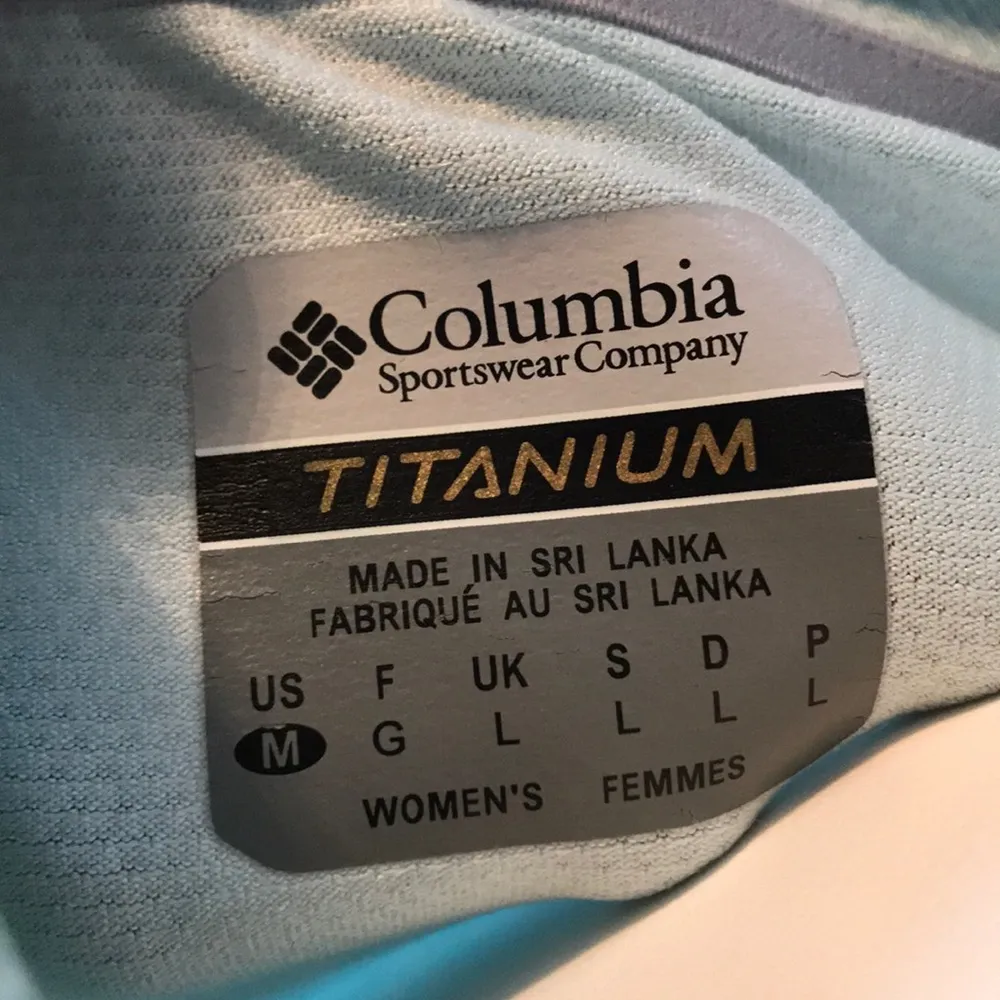 Columbia
Sportswear Company
TITANIUM
MADE IN SRI LANKA
FABRIQUÉ AU SRI LANKA
US F UK S D P
M G L L L L
WOMEN'S FEMMES